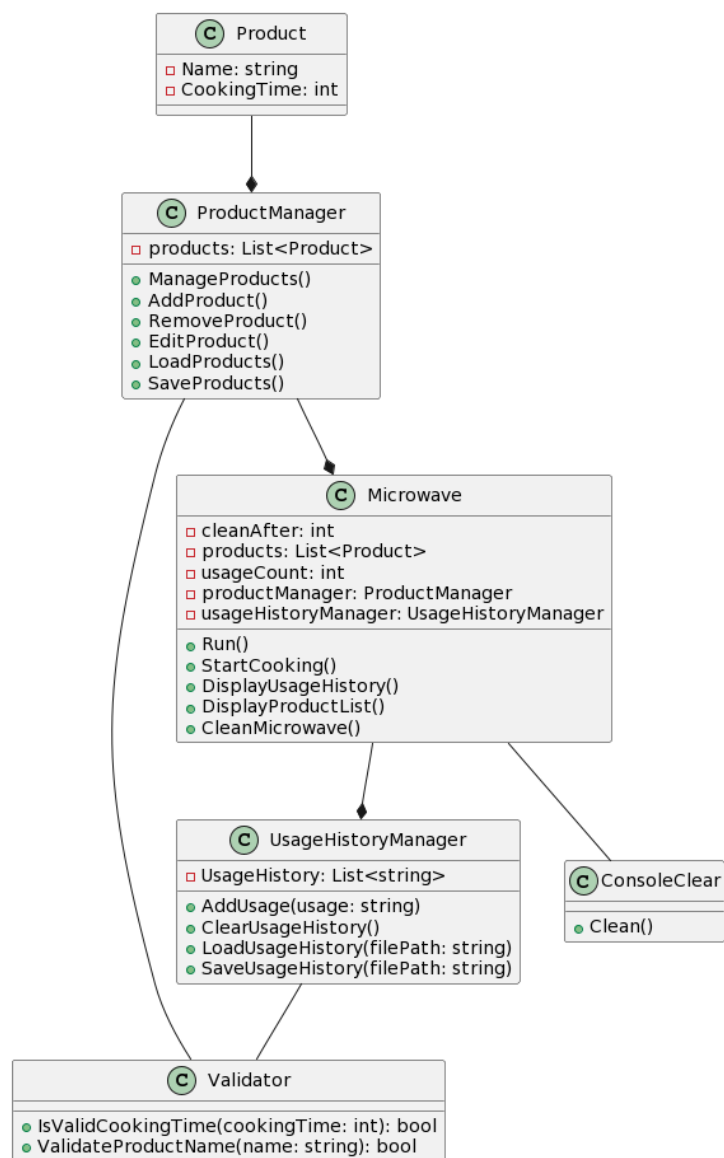 C Product
Name: string
CookingTime: int
C ProductManager
products: List<Product>
ManageProducts()
AddProduct()
RemoveProduct()
EditProduct()
LoadProducts()
SaveProducts()
C Microwave
cleanAfter: int
products: List<Product>
usageCount: int
productManager: ProductManager
usageHistoryManager: UsageHistoryManager
Run()
StartCooking()
DisplayUsageHistory()
DisplayProductList()
CleanMicrowave()
C UsageHistoryManager
UsageHistory: List<string>
AddUsage(usage: string)
ClearUsageHistory()
LoadUsageHistory(filePath: string)
SaveUsageHistory(filePath: string)
C ConsoleClear
Clean()
C Validator
IsValidCookingTime(cookingTime: int): bool
ValidateProductName(name: string): bool